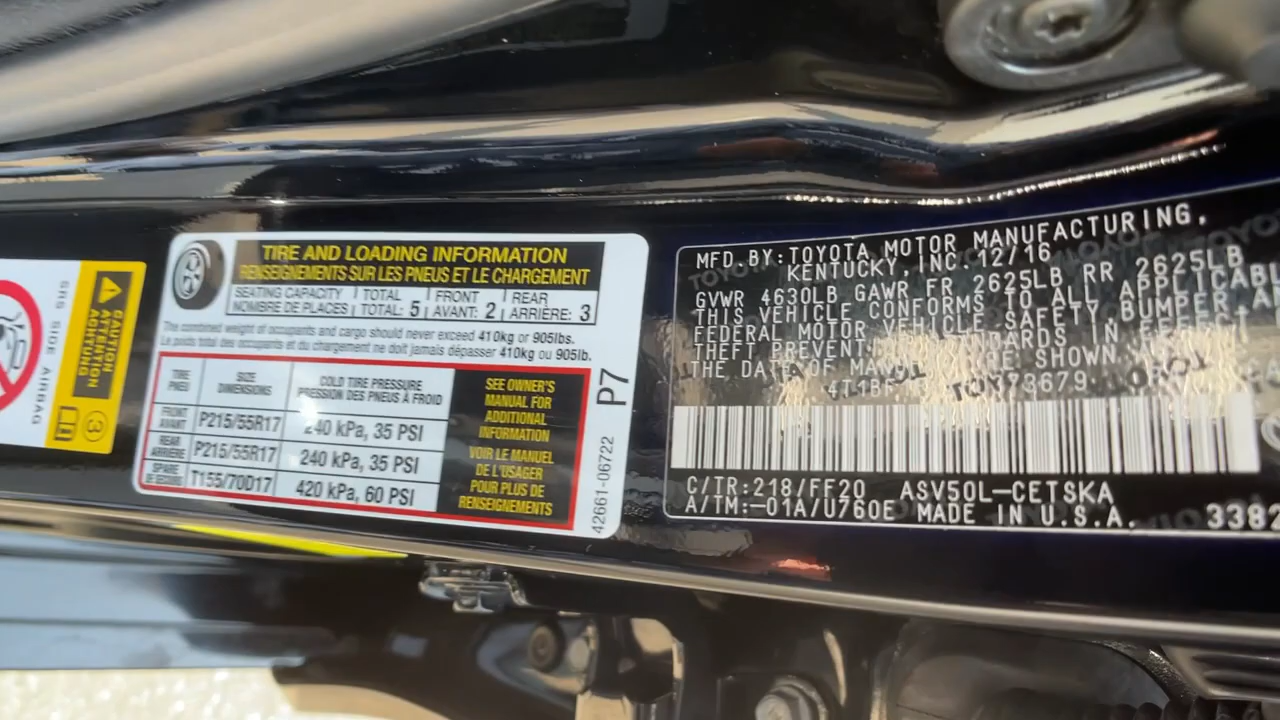 SRS SIDE AIRBAG
CAUTION
ATTENTION
ACHTUNG
3
TIRE AND LOADING INFORMATION
RENSEIGNEMENTS SUR LES PNEUS ET LE CHARGEMENT
SEATING CAPACITY TOTAL 5 FRONT 2 REAR 3
NOMBRE DE PLACES TOTAL: AVANT: ARRIÈRE:
The combined weight of occupants and cargo should never exceed 410kg or 905lbs.
Le poids total des occupants et du chargement ne doit jamais dépasser 410kg ou 905lb.
TIRE SIZE COLD TIRE PRESSURE
PNEU DIMENSIONS PRESSION DES PNEUS À FROID
FRONT
AVANT P215/55R17 240 kPa, 35 PSI
REAR
ARRIÈRE P215/55R17 240 kPa, 35 PSI
SPARE
DE SECOURS T155/70D17 420 kPa, 60 PSI
SEE OWNER'S
MANUAL FOR
ADDITIONAL
INFORMATION
VOIR LE MANUEL
DE L'USAGER
POUR PLUS DE
RENSEIGNEMENTS
P7
42661-06722
MFD.BY:TOYOTA MOTOR MANUFACTURING,
KENTUCKY,INC.12/16
GVWR 4630LB GAWR FR 2625LB RR 2625LB
THIS VEHICLE CONFORMS TO ALL
FEDERAL MOTOR VEHICLE SAFETY BUMPER
THEFT STANDARDS IN
THE DATE OF SHOWN
73679
C/TR:218/FF20 ASV50L-CETSKA
A/TM:-01A/U760E MADE IN U.S.A.
3382